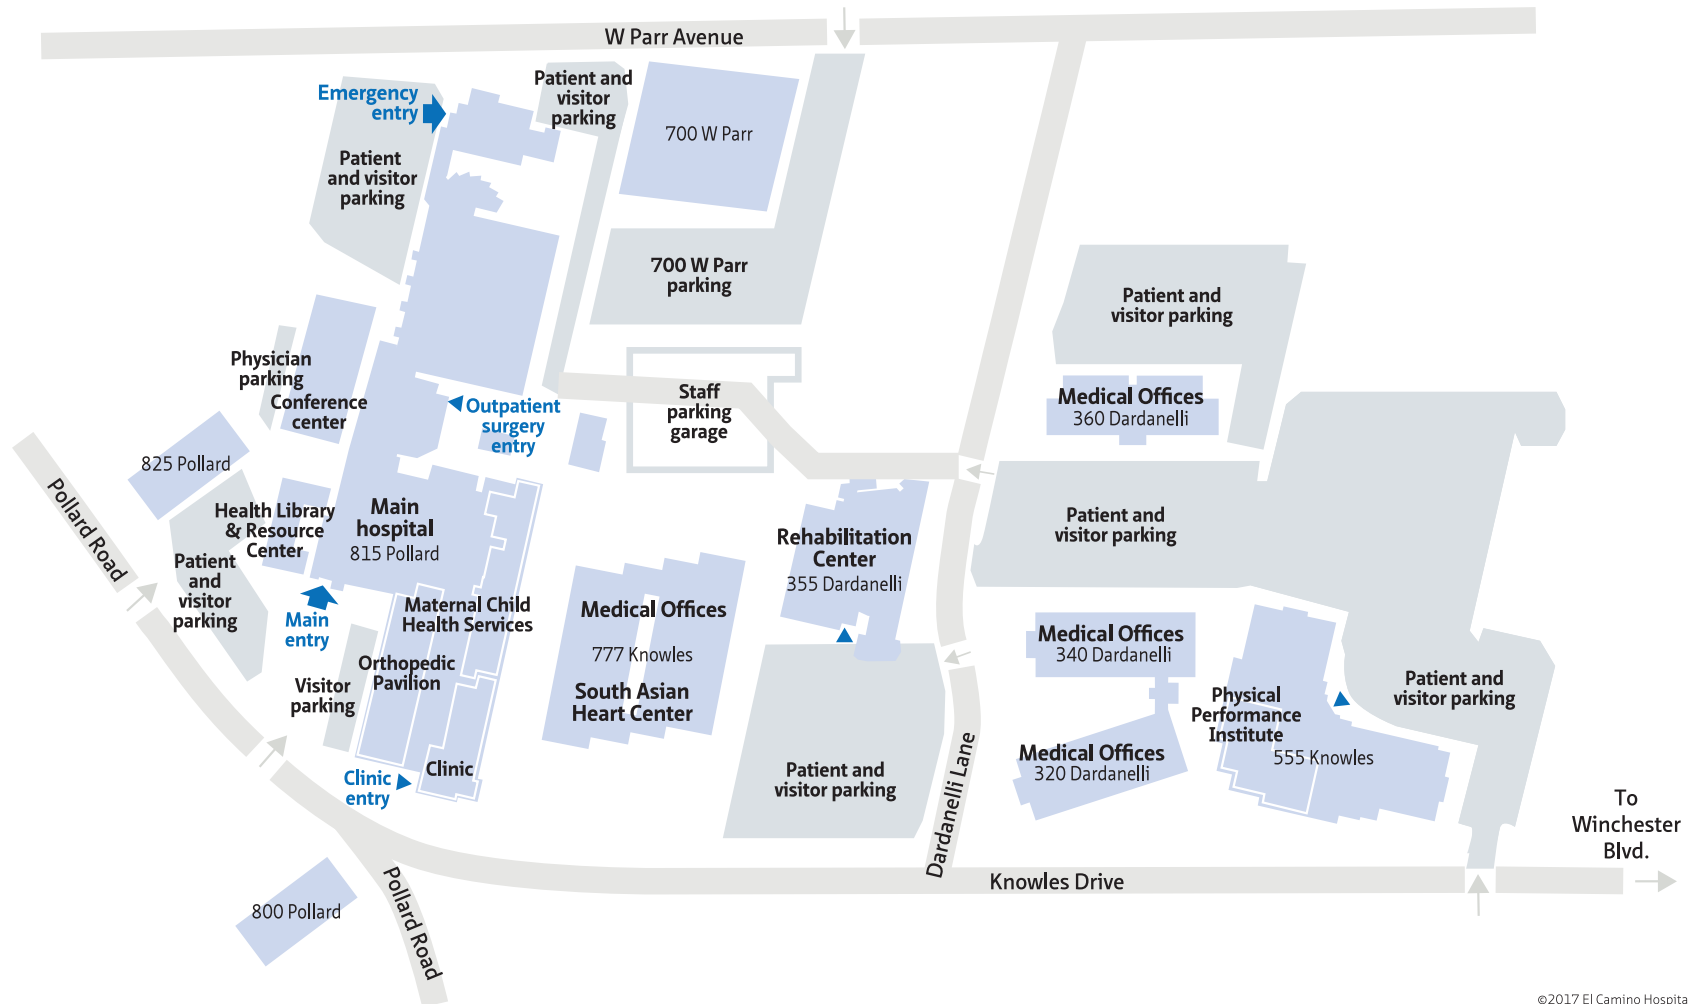 W Parr Avenue
Emergency
entry
Patient and
visitor
parking
700 W Parr
Patient
and visitor
parking
700 W Parr
parking
Patient and
visitor parking
Physician
parking
Conference
center
Outpatient
surgery
entry
Staff
parking
garage
Medical Offices
360 Dardanelli
825 Pollard
Pollard Road
Health Library
& Resource
Center
Main
hospital
815 Pollard
Patient
and
visitor
parking
Main
entry
Rehabilitation
Center
355 Dardanelli
Patient and
visitor parking
Maternal Child
Health Services
Orthopedic
Pavilion
Visitor
parking
Medical Offices
777 Knowles
South Asian
Heart Center
Medical Offices
340 Dardanelli
Physical
Performance
Institute
555 Knowles
Patient and
visitor parking
Clinic
entry
Clinic
Patient and
visitor parking
Dardanelli Lane
Medical Offices
320 Dardanelli
To
Winchester
Blvd.
Knowles Drive
800 Pollard
Pollard Road
©2017 El Camino Hospita